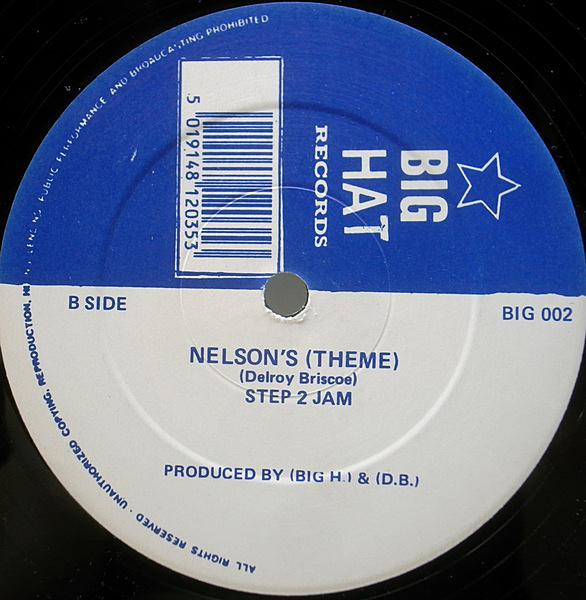 BIG
HAT
RECORDS
5 019148 120353
B SIDE
BIG 002
NELSON'S (THEME)
(Delroy Briscoe)
STEP 2 JAM
PRODUCED BY (BIG H.) & (D.B.)
ALL RIGHTS RESERVED · UNAUTHORIZED COPYING, REPRODUCTION, PUBLIC PERFORMANCE AND BROADCASTING PROHIBITED